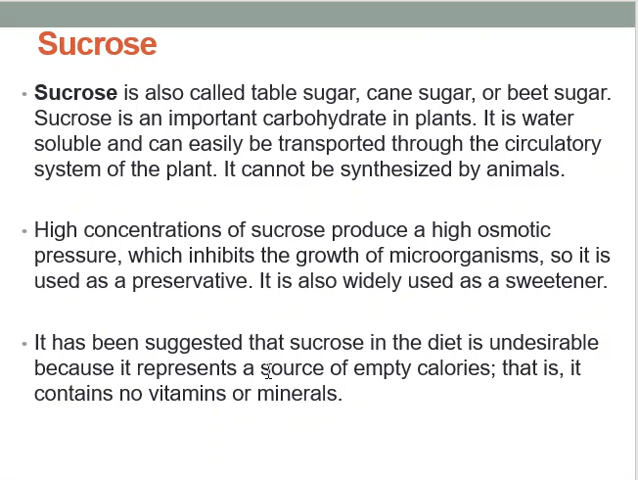 Sucrose
• Sucrose is also called table sugar, cane sugar, or beet sugar.
Sucrose is an important carbohydrate in plants. It is water
soluble and can easily be transported through the circulatory
system of the plant. It cannot be synthesized by animals.
• High concentrations of sucrose produce a high osmotic
pressure, which inhibits the growth of microorganisms, so it is
used as a preservative. It is also widely used as a sweetener.
• It has been suggested that sucrose in the diet is undesirable
because it represents a source of empty calories; that is, it
contains no vitamins or minerals.